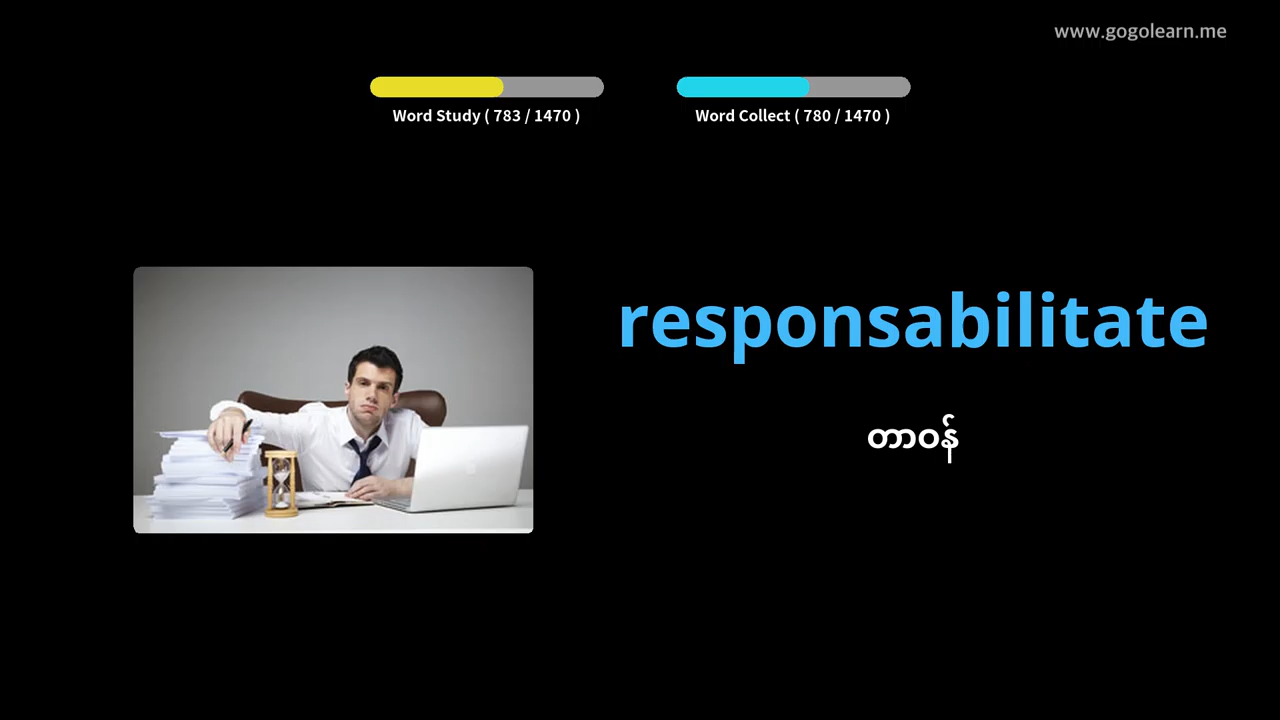 www.gogolearn.me
Word Study ( 783 / 1470 )
Word Collect ( 780 / 1470 )
responsabilitate
တာဝန်